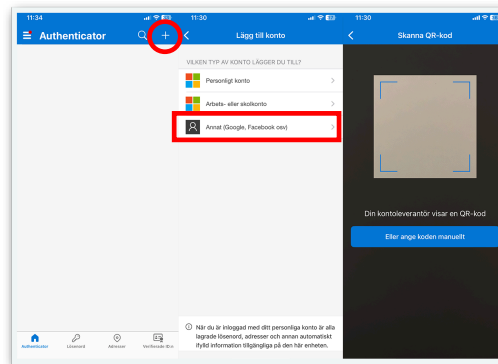 11:34
Authenticator
Authenticator
Lösenord
Adresser
Verifierade ID:n
11:30
Lägg till konto
VILKEN TYP AV KONTO LÄGGER DU TILL?
Personligt konto
Arbets- eller skolkonto
Annat (Google, Facebook osv)
När du är inloggad med ditt personliga konto är alla
lagrade lösenord, adresser och annan automatiskt
ifylld information tillgängliga på den här enheten.
11:30
Skanna QR-kod
Din kontoleverantör visar en QR-kod
Eller ange koden manuellt